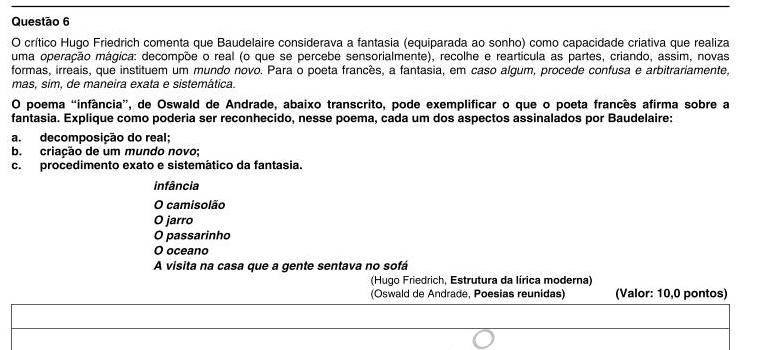 Questão 6
O crítico Hugo Friedrich comenta que Baudelaire considerava a fantasia (equiparada ao sonho) como capacidade criativa que realiza
uma operação mágica: decompõe o real (o que se percebe sensorialmente), recolhe e rearticula as partes, criando, assim, novas
formas, irreais, que instituem um mundo novo. Para o poeta francês, a fantasia, em caso algum, procede confusa e arbitrariamente,
mas, sim, de maneira exata e sistemática.
O poema “infância”, de Oswald de Andrade, abaixo transcrito, pode exemplificar o que o poeta francês afirma sobre a
fantasia. Explique como poderia ser reconhecido, nesse poema, cada um dos aspectos assinalados por Baudelaire:
a. decomposição do real;
b. criação de um mundo novo;
c. procedimento exato e sistemático da fantasia.
infância
O camisolão
O jarro
O passarinho
O oceano
A visita na casa que a gente sentava no sofá
(Hugo Friedrich, Estrutura da lírica moderna)
(Oswald de Andrade, Poesias reunidas) (Valor: 10,0 pontos)